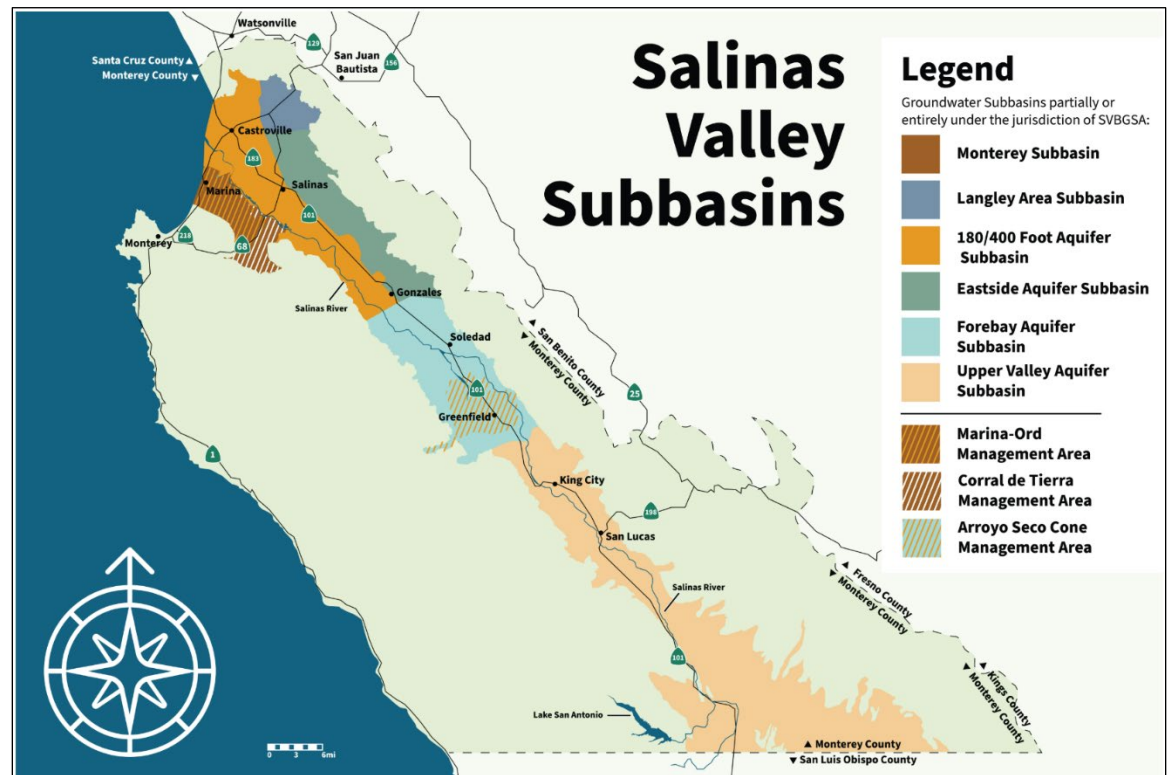 Watsonville
129
San Juan
Bautista
156
Santa Cruz County ▲
Monterey County ▼
Salinas
Valley
Subbasins
Castroville
183
Marina
Salinas
101
Monterey
218
68
Salinas River
Gonzales
Soledad
▲ San Benito County
▼ Monterey County
25
101
Greenfield
1
King City
198
San Lucas
Salinas River
▲ Fresno County
▼ Monterey County
101
▲ Kings County
▼ Monterey County
Lake San Antonio
▲ Monterey County
▼ San Luis Obispo County
0 3 6mi
Legend
Groundwater Subbasins partially or
entirely under the jurisdiction of SVBGSA:
Monterey Subbasin
Langley Area Subbasin
180/400 Foot Aquifer
Subbasin
Eastside Aquifer Subbasin
Forebay Aquifer
Subbasin
Upper Valley Aquifer
Subbasin
Marina-Ord
Management Area
Corral de Tierra
Management Area
Arroyo Seco Cone
Management Area